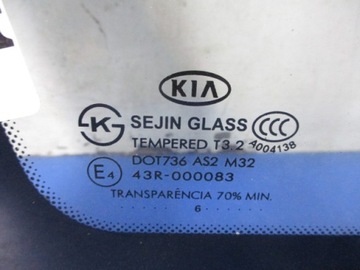 KIA
SEJIN GLASS
TEMPERED T3.2 A004138
DOT736 AS2 M32
E4 43R-000083
TRANSPARÊNCIA 70% MIN.
6